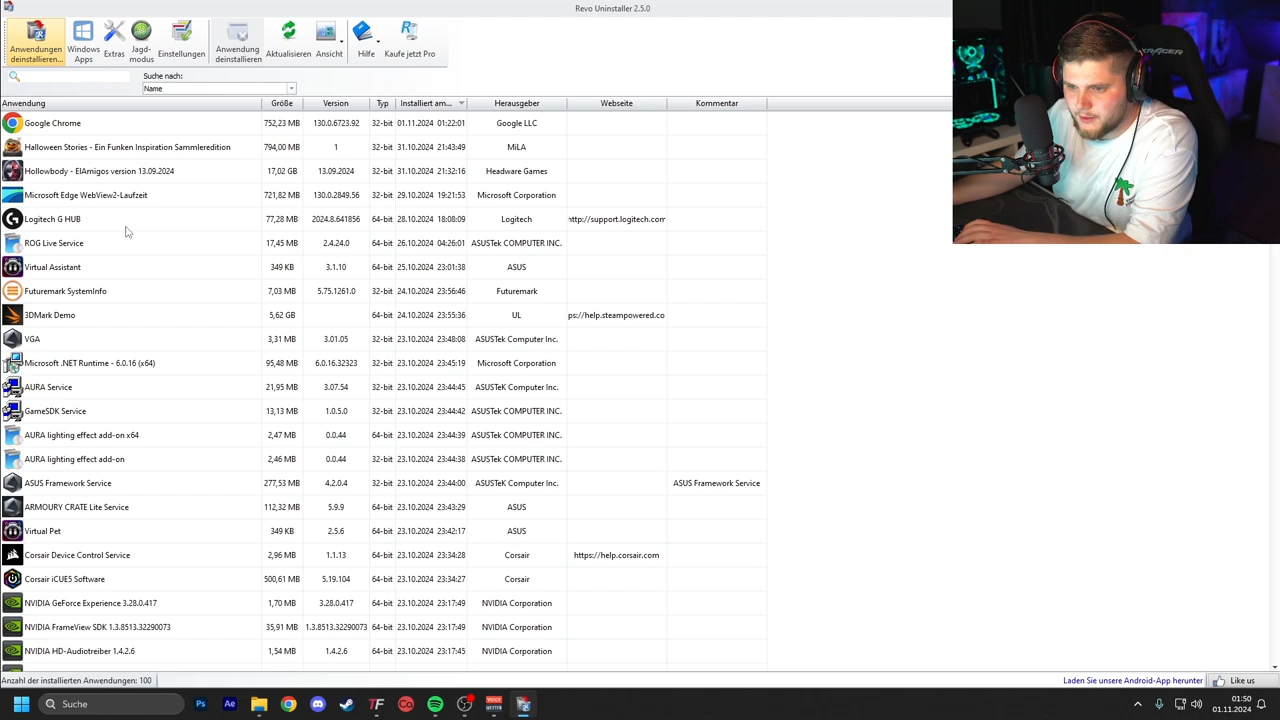 Revo Uninstaller 2.5.0
Anwendungen deinstallieren...
Windows Apps
Extras
Jagd-modus
Einstellungen
Anwendung deinstallieren
Aktualisieren
Ansicht
Hilfe
Kaufe jetzt Pro
Suche nach:
Name
Anwendung Größe Version Typ Installiert am... Herausgeber Webseite Kommentar
Google Chrome 752,23 MB 130.0.6723.92 32-bit 01.11.2024 01:22:01 Google LLC
Halloween Stories - Ein Funken Inspiration Sammleredition 794,00 MB 1 32-bit 31.10.2024 21:43:49 MiLA
Hollowbody - ElAmigos version 13.09.2024 17,02 GB 13.09.2024 32-bit 31.10.2024 21:32:16 Headware Games
Microsoft Edge WebView2-Laufzeit 721,82 MB 130.0.2849.56 32-bit 29.10.2024 19:21:53 Microsoft Corporation
Logitech G HUB 77,28 MB 2024.8.641856 64-bit 28.10.2024 18:08:09 Logitech http://support.logitech.com
ROG Live Service 17,45 MB 2.4.24.0 64-bit 26.10.2024 04:26:01 ASUSTeK COMPUTER INC.
Virtual Assistant 349 KB 3.1.10 64-bit 25.10.2024 23:01:38 ASUS
Futuremark SystemInfo 7,03 MB 5.75.1261.0 32-bit 24.10.2024 23:56:46 Futuremark
3DMark Demo 5,62 GB 64-bit 24.10.2024 23:55:36 UL ps://help.steampowered.co
VGA 3,31 MB 3.01.05 32-bit 24.10.2024 23:48:08 ASUSTek Computer Inc.
Microsoft .NET Runtime - 6.0.16 (x64) 95,48 MB 6.0.16.32323 32-bit 23.10.2024 23:45:19 Microsoft Corporation
AURA Service 21,95 MB 3.07.54 32-bit 23.10.2024 23:44:45 ASUSTeK Computer Inc.
GameSDK Service 13,13 MB 1.0.5.0 32-bit 23.10.2024 23:44:42 ASUSTek COMPUTER INC.
AURA lighting effect add-on x64 2,47 MB 0.0.44 64-bit 23.10.2024 23:44:39 ASUSTek COMPUTER INC.
AURA lighting effect add-on 2,46 MB 0.0.44 64-bit 23.10.2024 23:44:38 ASUSTek COMPUTER INC.
ASUS Framework Service 277,53 MB 4.2.0.4 32-bit 23.10.2024 23:44:00 ASUSTeK Computer Inc. ASUS Framework Service
ARMOURY CRATE Lite Service 112,32 MB 5.9.9 64-bit 23.10.2024 23:43:29 ASUS
Virtual Pet 349 KB 2.5.6 64-bit 23.10.2024 23:42:17 ASUS
Corsair Device Control Service 2,96 MB 1.1.13 64-bit 23.10.2024 23:34:28 Corsair https://help.corsair.com
Corsair iCUE5 Software 500,61 MB 5.19.104 64-bit 23.10.2024 23:34:27 Corsair
NVIDIA GeForce Experience 3.28.0.417 1,70 MB 3.28.0.417 64-bit 23.10.2024 23:17:49 NVIDIA Corporation
NVIDIA FrameView SDK 1.3.8513.32290073 35,91 MB 1.3.8513.32290073 64-bit 23.10.2024 23:17:49 NVIDIA Corporation
NVIDIA HD-Audiotreiber 1.4.2.6 1,54 MB 1.4.2.6 64-bit 23.10.2024 23:17:45 NVIDIA Corporation
Anzahl der installierten Anwendungen: 100
Laden Sie unsere Android-App herunter
Like us
Suche
Ps
Ae
01:50
01.11.2024